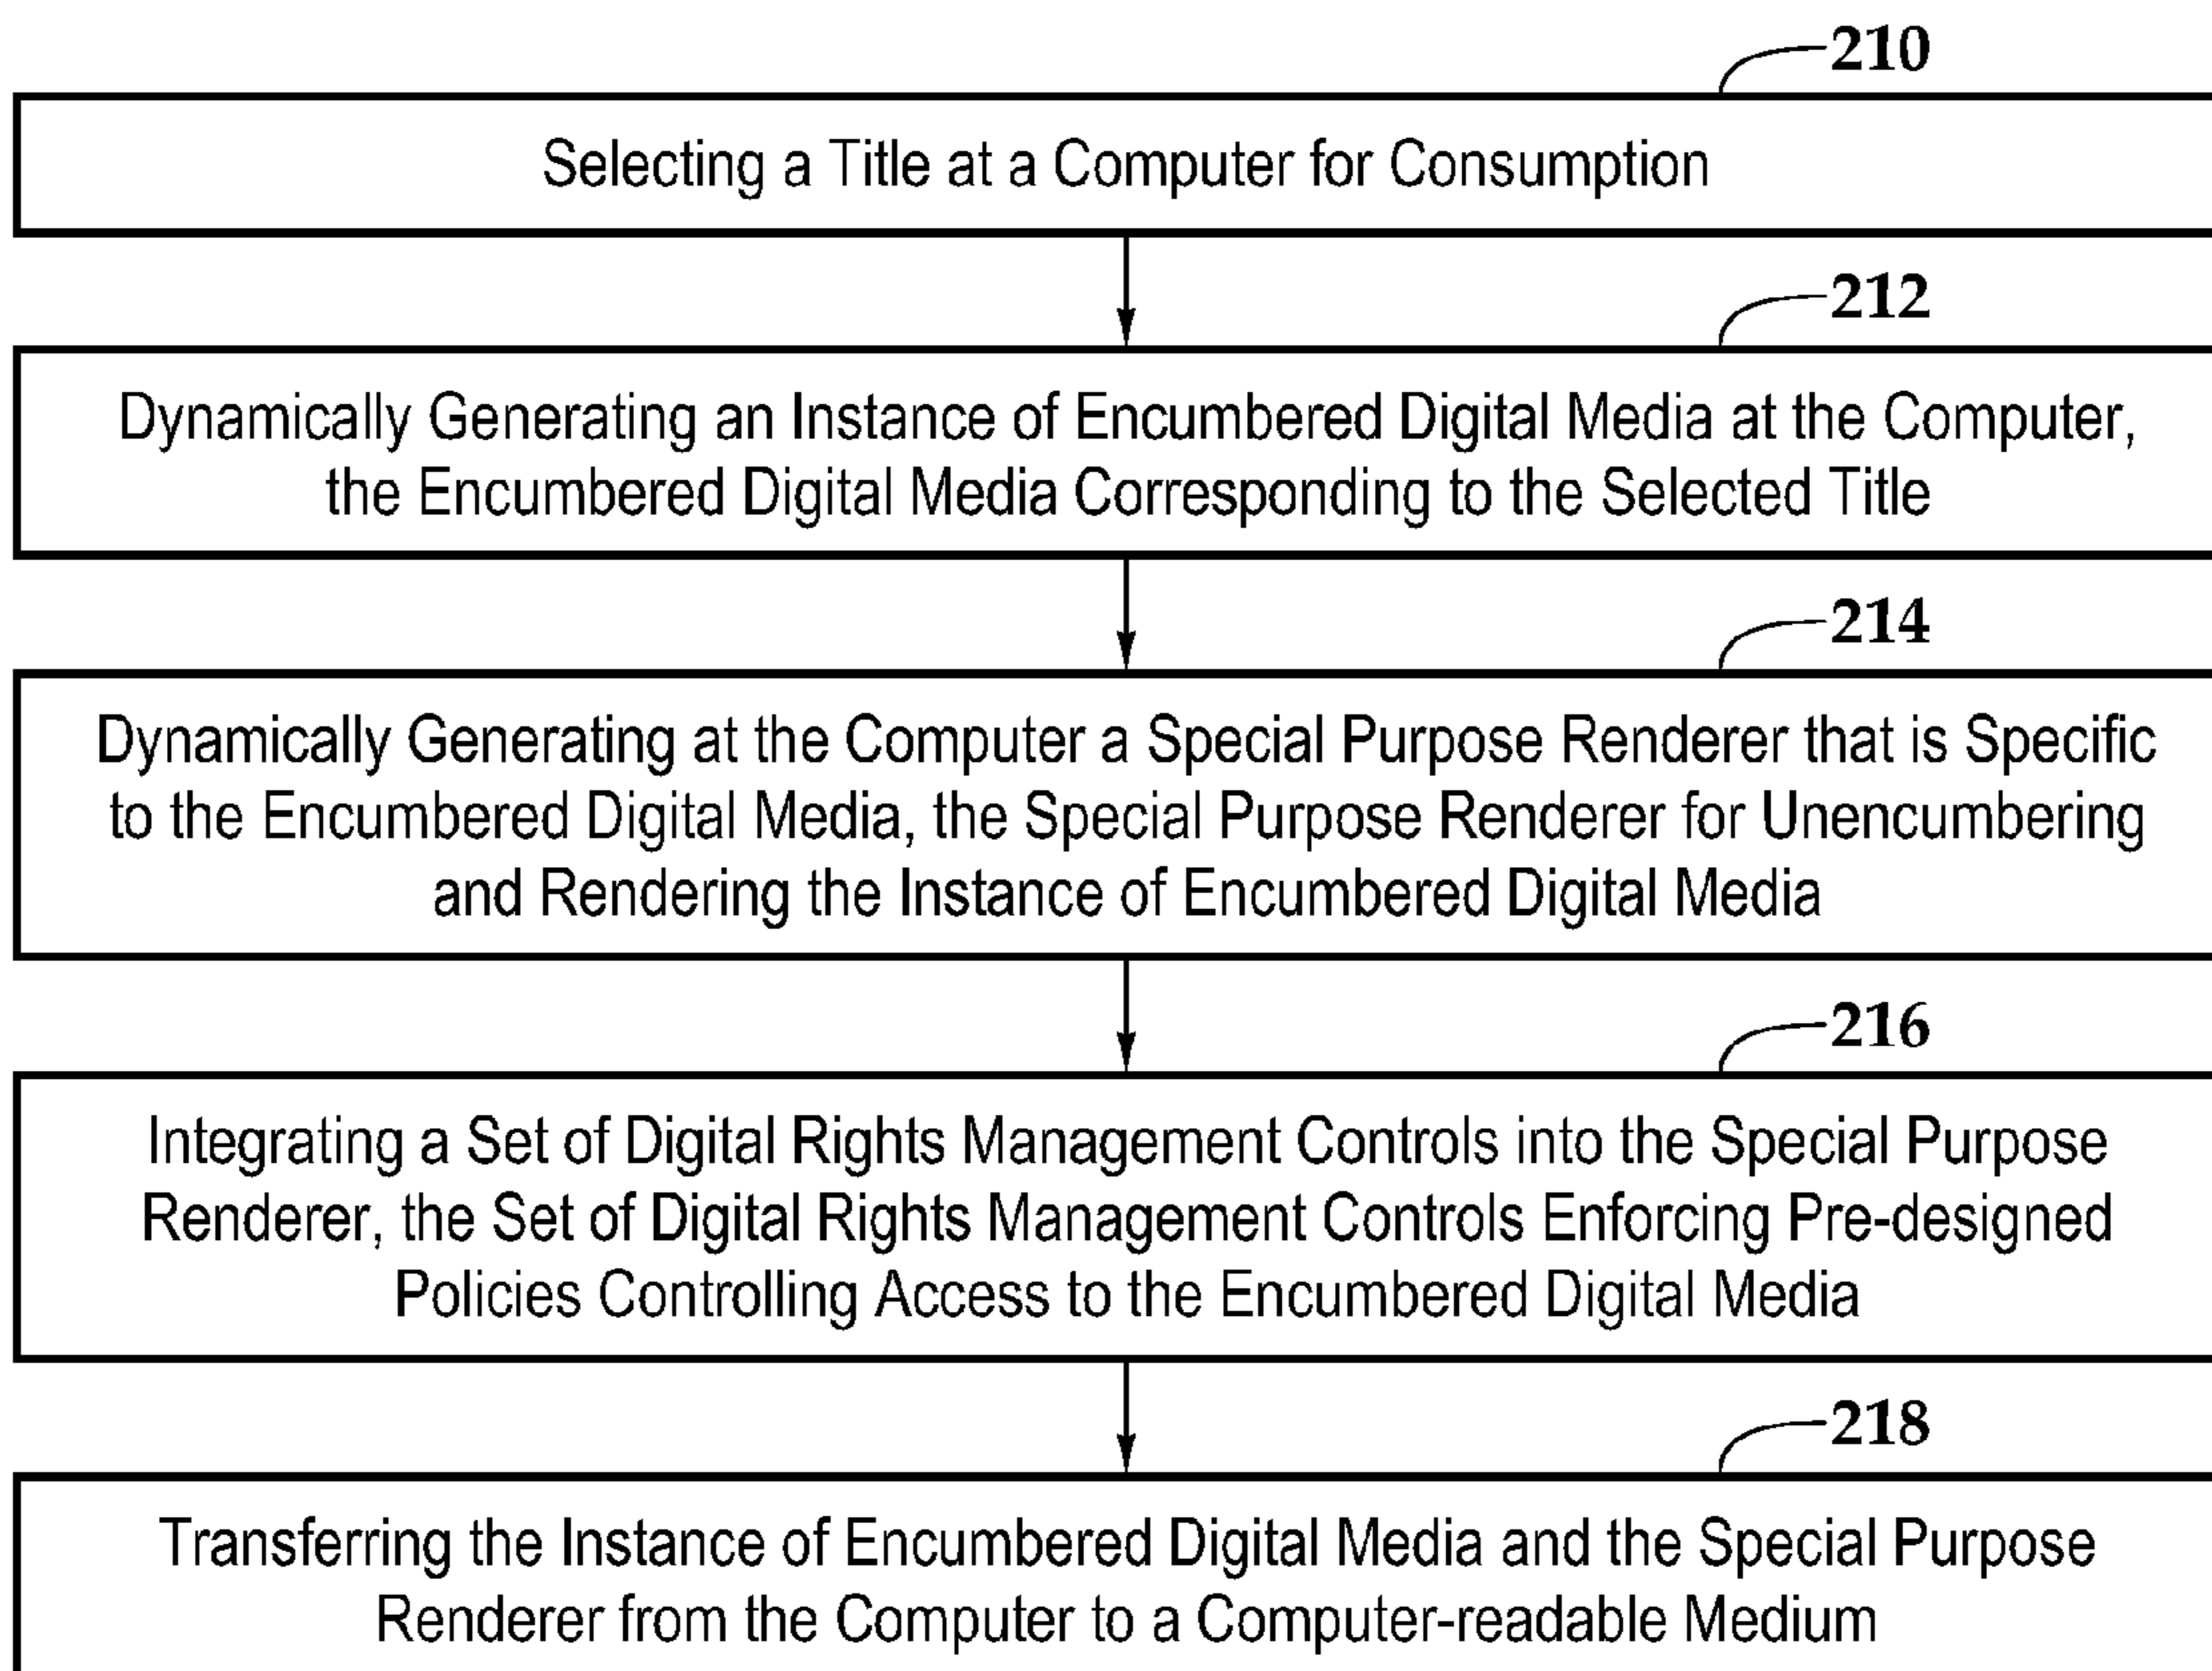 210
Selecting a Title at a Computer for Consumption
212
Dynamically Generating an Instance of Encumbered Digital Media at the Computer,
the Encumbered Digital Media Corresponding to the Selected Title
214
Dynamically Generating at the Computer a Special Purpose Renderer that is Specific
to the Encumbered Digital Media, the Special Purpose Renderer for Unencumbering
and Rendering the Instance of Encumbered Digital Media
216
Integrating a Set of Digital Rights Management Controls into the Special Purpose
Renderer, the Set of Digital Rights Management Controls Enforcing Pre-designed
Policies Controlling Access to the Encumbered Digital Media
218
Transferring the Instance of Encumbered Digital Media and the Special Purpose
Renderer from the Computer to a Computer-readable Medium